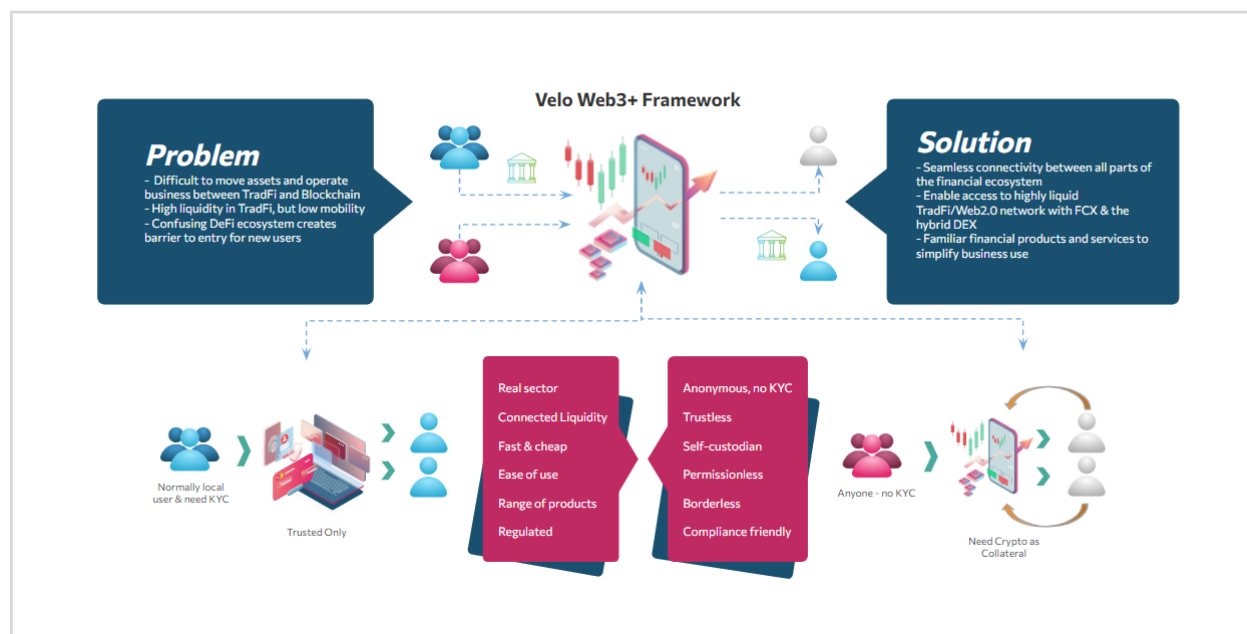 Velo Web3+ Framework
Problem
- Difficult to move assets and operate
business between TradFi and Blockchain
- High liquidity in TradFi, but low mobility
- Confusing DeFi ecosystem creates
barrier to entry for new users
Solution
- Seamless connectivity between all parts of
the financial ecosystem
- Enable access to highly liquid
TradFi/Web2.0 network with FCX & the
hybrid DEX
- Familiar financial products and services to
simplify business use
Normally local
user & need KYC
Trusted Only
Real sector
Connected Liquidity
Fast & cheap
Ease of use
Range of products
Regulated
Anonymous, no KYC
Trustless
Self-custodian
Permissionless
Borderless
Compliance friendly
Anyone - no KYC
Need Crypto as
Collateral